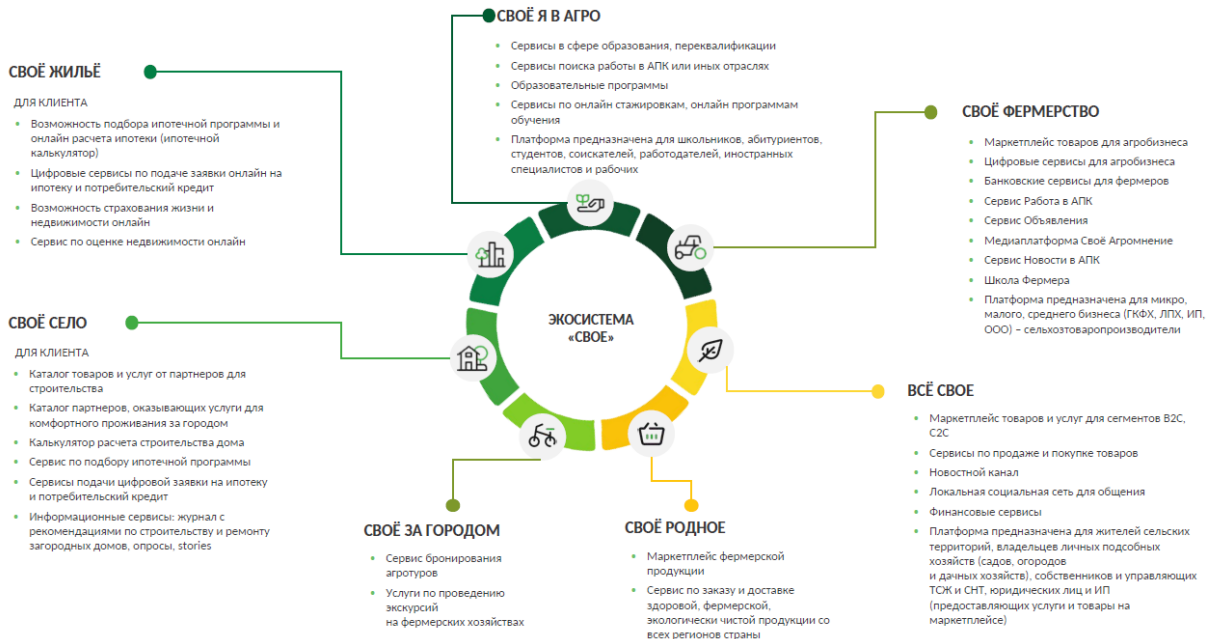 СВОЁ Я В АГРО
• Сервисы в сфере образования, переквалификации
• Сервисы поиска работы в АПК или иных отраслях
• Образовательные программы
• Сервисы по онлайн стажировкам, онлайн программам
обучения
• Платформа предназначена для школьников, абитуриентов,
студентов, соискателей, работодателей, иностранных
специалистов и рабочих
СВОЁ ЖИЛЬЁ
ДЛЯ КЛИЕНТА
• Возможность подбора ипотечной программы и
онлайн расчета ипотеки (ипотечной
калькулятор)
• Цифровые сервисы по подаче заявки онлайн на
ипотеку и потребительский кредит
• Возможность страхования жизни и
недвижимости онлайн
• Сервис по оценке недвижимости онлайн
СВОЁ ФЕРМЕРСТВО
• Маркетплейс товаров для агробизнеса
• Цифровые сервисы для агробизнеса
• Банковские сервисы для фермеров
• Сервис Работа в АПК
• Сервис Объявления
• Медиаплатформа Своё Агромнение
• Сервис Новости в АПК
• Школа Фермера
• Платформа предназначена для микро,
малого, среднего бизнеса (ГКФХ, ЛПХ, ИП,
ООО) – сельхозтоваропроизводители
ЭКОСИСТЕМА
«СВОЕ»
СВОЁ СЕЛО
ДЛЯ КЛИЕНТА
• Каталог товаров и услуг от партнеров для
строительства
• Каталог партнеров, оказывающих услуги для
комфортного проживания за городом
• Калькулятор расчета строительства дома
• Сервис по подбору ипотечной программы
• Сервисы подачи цифровой заявки на ипотеку
и потребительский кредит
• Информационные сервисы: журнал с
рекомендациями по строительству и ремонту
загородных домов, опросы, stories
ВСЁ СВОЕ
• Маркетплейс товаров и услуг для сегментов B2C,
C2C
• Сервисы по продаже и покупке товаров
• Новостной канал
• Локальная социальная сеть для общения
• Финансовые сервисы
• Платформа предназначена для жителей сельских
территорий, владельцев личных подсобных
хозяйств (садов, огородов
и дачных хозяйств), собственников и управляющих
ТСЖ и СНТ, юридических лиц и ИП
(предоставляющих услуги и товары на
маркетплейсе)
СВОЁ ЗА ГОРОДОМ
• Сервис бронирования
агротуров
• Услуги по проведению
экскурсий
на фермерских хозяйствах
СВОЁ РОДНОЕ
• Маркетплейс фермерской
продукции
• Сервис по заказу и доставке
здоровой, фермерской,
экологически чистой продукции со
всех регионов страны